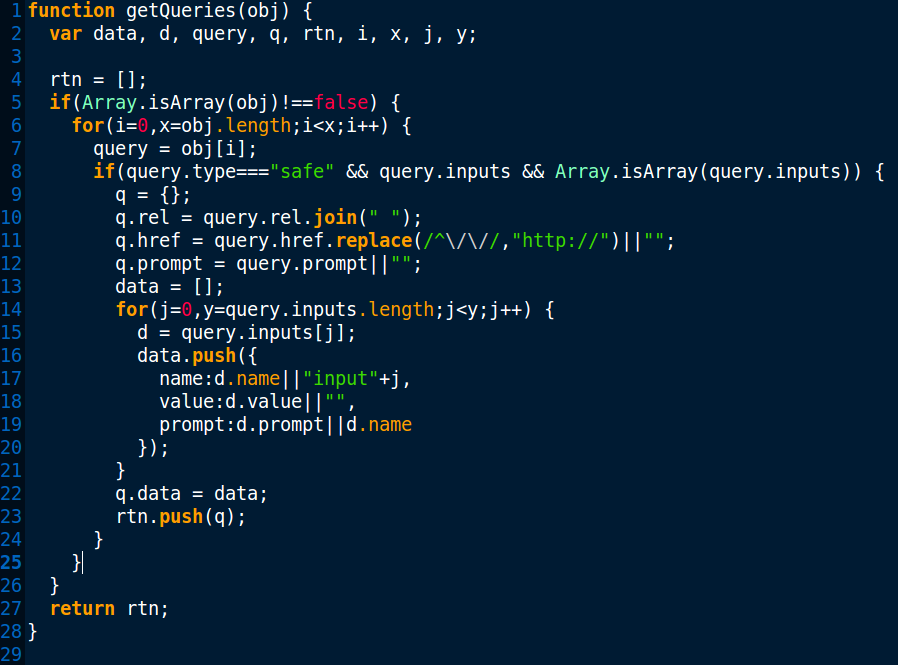 1 function getQueries(obj) {
2   var data, d, query, q, rtn, i, x, j, y;
3
4   rtn = [];
5   if(Array.isArray(obj)!==false) {
6     for(i=0,x=obj.length;i<x;i++) {
7       query = obj[i];
8       if(query.type==="safe" && query.inputs && Array.isArray(query.inputs)) {
9         q = {};
10         q.rel = query.rel.join(" ");
11         q.href = query.href.replace(/^\/\//,"http://")||"";
12         q.prompt = query.prompt||"";
13         data = [];
14         for(j=0,y=query.inputs.length;j<y;j++) {
15           d = query.inputs[j];
16           data.push({
17             name:d.name||"input"+j,
18             value:d.value||"",
19             prompt:d.prompt||d.name
20           });
21         }
22         q.data = data;
23         rtn.push(q);
24       }
25     }
26   }
27   return rtn;
28 }
29